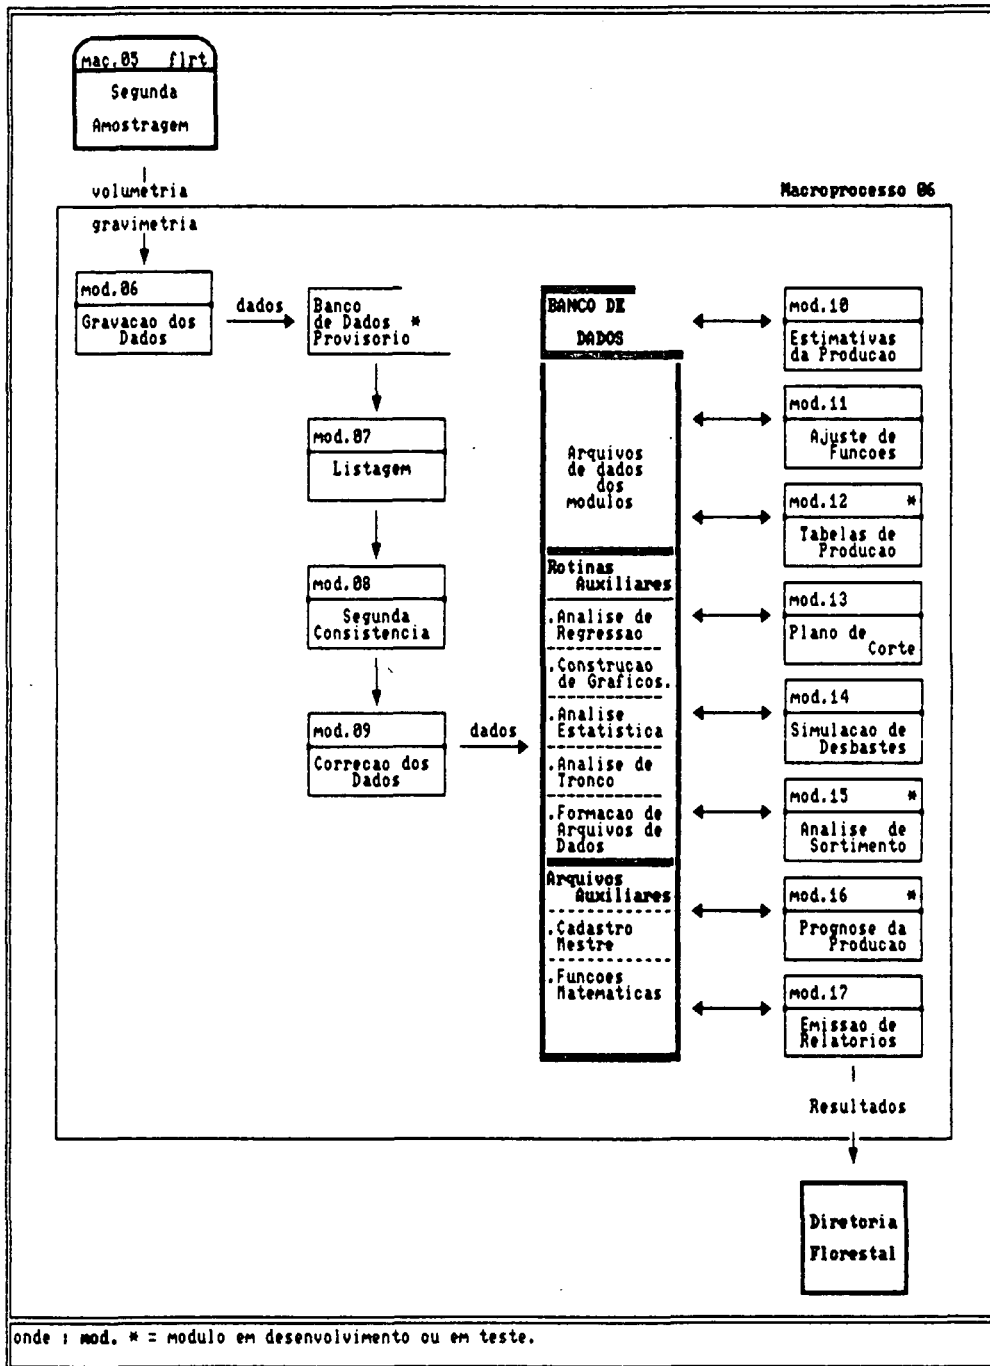 mac.05 flrt
Segunda
Amostragem
volumetria
Macroprocesso 06
gravimetria
mod.06
Gravacao dos
Dados
dados
Banco
de Dados *
Provisorio
mod.07
Listagem
mod.08
Segunda
Consistencia
mod.09
Correcao dos
Dados
dados
BANCO DE
DADOS
Arquivos
de dados
dos
modulos
Rotinas
Auxiliares
.Analise de
Regressao
.Construcao
de Graficos.
.Analise
Estatistica
.Analise de
Tronco
.Formacao de
Arquivos de
Dados
Arquivos
Auxiliares
.Cadastro
Mestre
.Funcoes
Matematicas
mod.10
Estimativas
da Producao
mod.11
Ajuste de
Funcoes
mod.12 *
Tabelas de
Producao
mod.13
Plano de
Corte
mod.14
Simulacao de
Desbastes
mod.15 *
Analise de
Sortimento
mod.16 *
Prognose da
Producao
mod.17
Emissao de
Relatorios
Resultados
Diretoria
Florestal
onde : mod. * = modulo em desenvolvimento ou em teste.